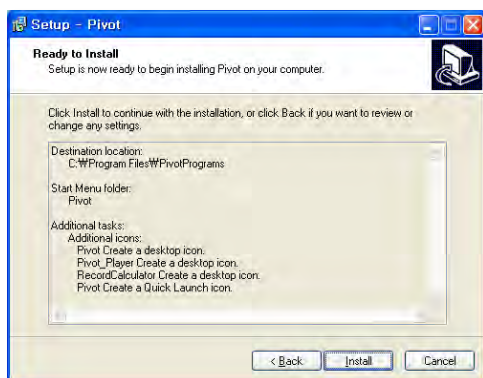 Setup - Pivot
Ready to Install
Setup is now ready to begin installing Pivot on your computer.
Click Install to continue with the installation, or click Back if you want to review or
change any settings.
Destination location:
C:₩Program Files₩PivotPrograms
Start Menu folder:
Pivot
Additional tasks:
Additional icons:
Pivot Create a desktop icon.
Pivot_Player Create a desktop icon.
RecordCalculator Create a desktop icon.
Pivot Create a Quick Launch icon.
< Back Install Cancel